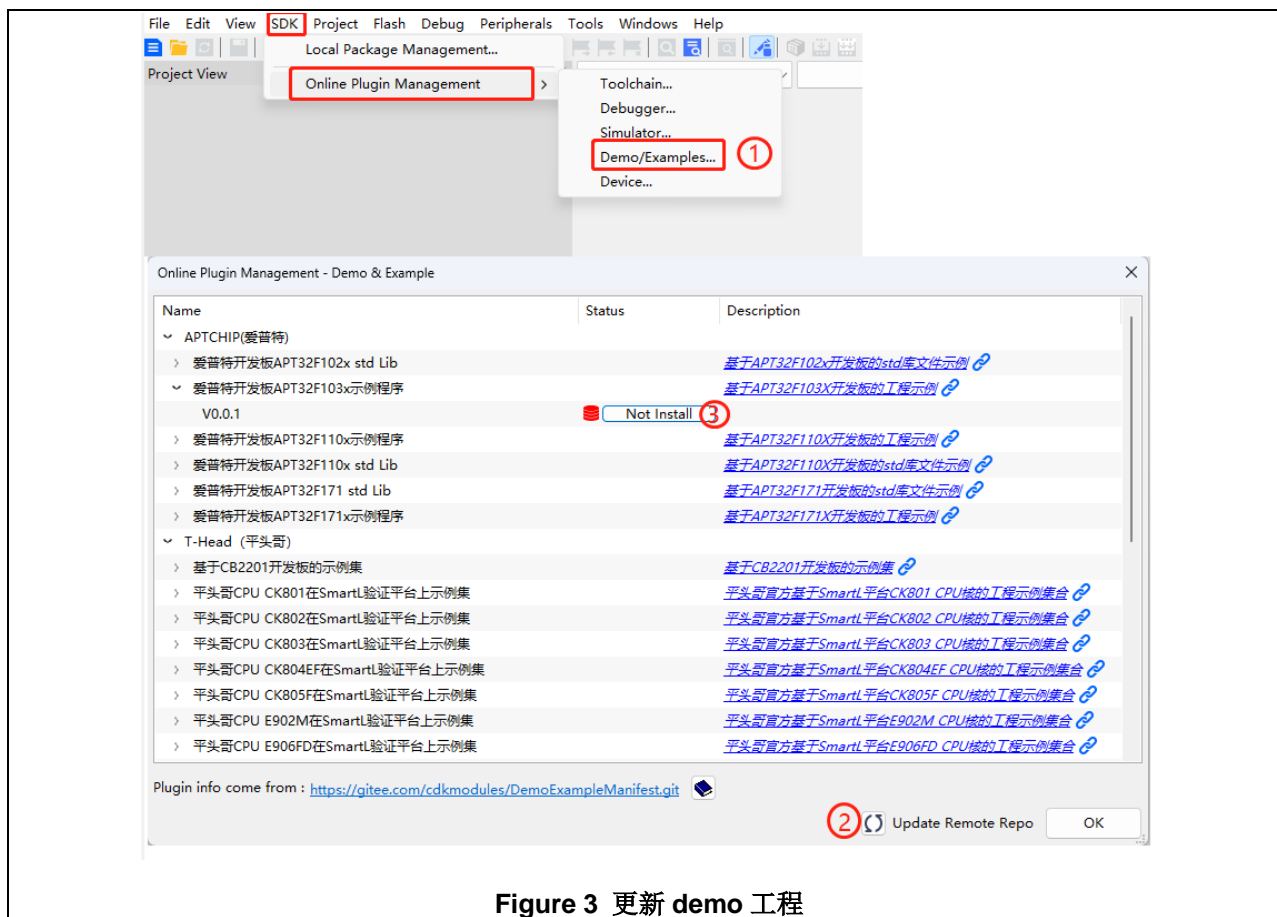 File Edit View SDK Project Flash Debug Peripherals Tools Windows Help
Local Package Management...
Project View
Online Plugin Management
Toolchain...
Debugger...
Simulator...
Demo/Examples... ①
Device...
Online Plugin Management - Demo & Example
Name Status Description
APTCHIP(爱普特)
爱普特开发板APT32F102x std Lib 基于APT32F102x开发板的std库文件示例
爱普特开发板APT32F103x示例程序 基于APT32F103X开发板的工程示例
V0.0.1 Not Install ③
爱普特开发板APT32F110x示例程序 基于APT32F110X开发板的工程示例
爱普特开发板APT32F110x std Lib 基于APT32F110X开发板的std库文件示例
爱普特开发板APT32F171 std Lib 基于APT32F171开发板的std库文件示例
爱普特开发板APT32F171x示例程序 基于APT32F171X开发板的工程示例
T-Head（平头哥）
基于CB2201开发板的示例集 基于CB2201开发板的示例集
平头哥CPU CK801在SmartL验证平台上示例集 平头哥官方基于SmartL平台CK801 CPU核的工程示例集合
平头哥CPU CK802在SmartL验证平台上示例集 平头哥官方基于SmartL平台CK802 CPU核的工程示例集合
平头哥CPU CK803在SmartL验证平台上示例集 平头哥官方基于SmartL平台CK803 CPU核的工程示例集合
平头哥CPU CK804EF在SmartL验证平台上示例集 平头哥官方基于SmartL平台CK804EF CPU核的工程示例集合
平头哥CPU CK805F在SmartL验证平台上示例集 平头哥官方基于SmartL平台CK805F CPU核的工程示例集合
平头哥CPU E902M在SmartL验证平台上示例集 平头哥官方基于SmartL平台E902M CPU核的工程示例集合
平头哥CPU E906FD在SmartL验证平台上示例集 平头哥官方基于SmartL平台E906FD CPU核的工程示例集合
Plugin info come from : https://gitee.com/cdkmodules/DemoExampleManifest.git
② Update Remote Repo OK
Figure 3 更新 demo 工程